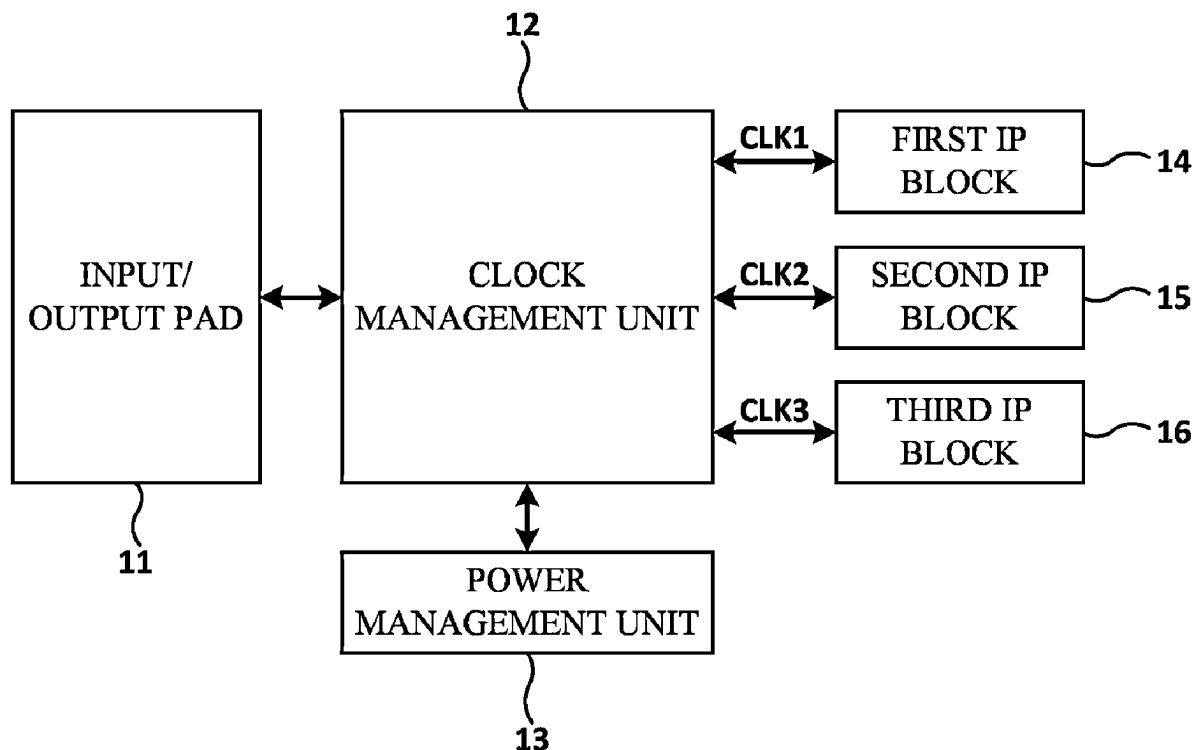 12
INPUT/
OUTPUT PAD
11
CLOCK
MANAGEMENT UNIT
CLK1
FIRST IP
BLOCK
14
CLK2
SECOND IP
BLOCK
15
CLK3
THIRD IP
BLOCK
16
POWER
MANAGEMENT UNIT
13